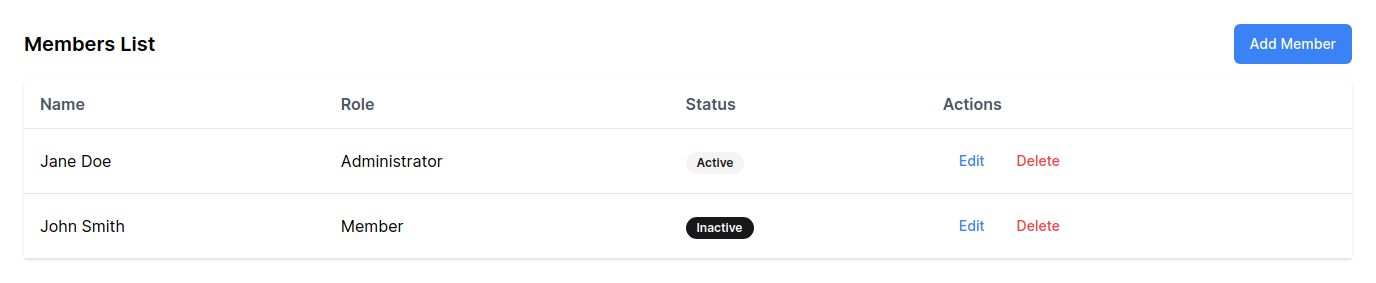 Members List Add Member
Name Role Status Actions
Jane Doe Administrator Active Edit Delete
John Smith Member Inactive Edit Delete